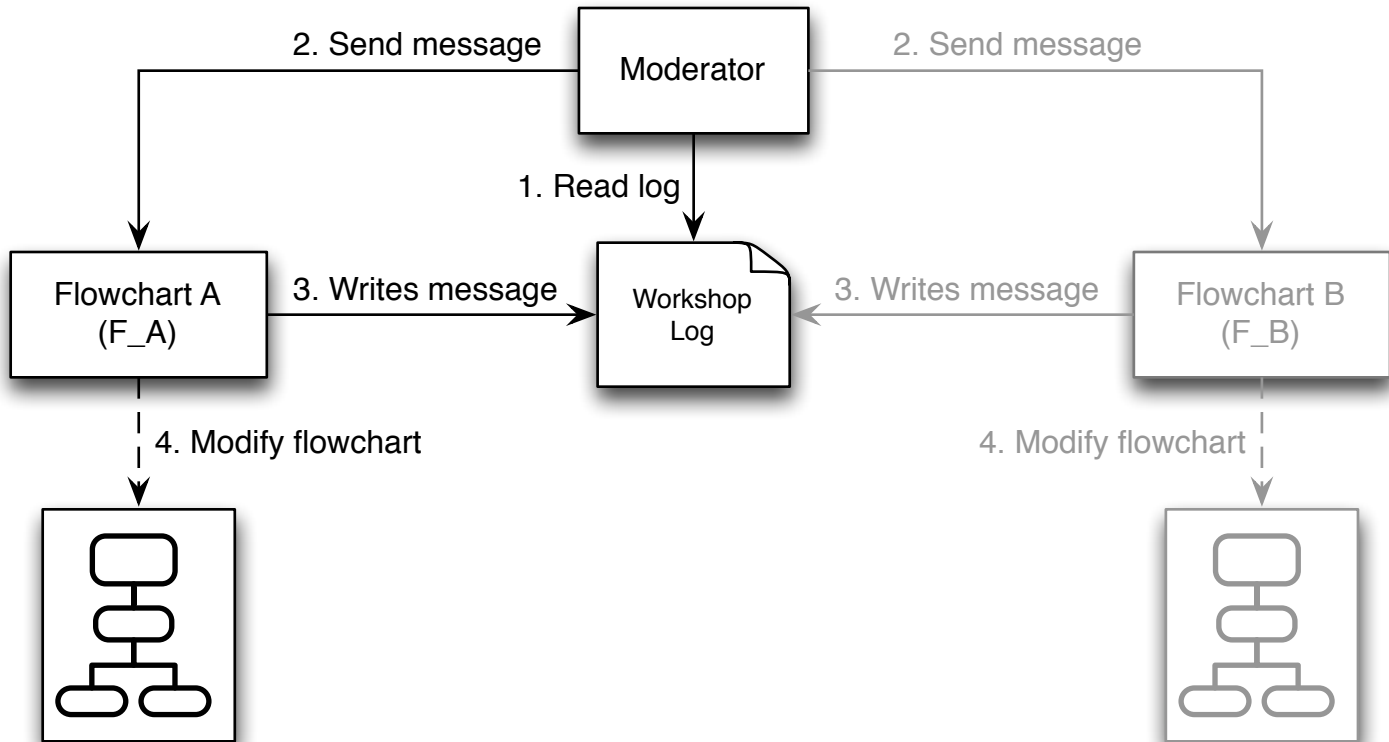 2. Send message
Moderator
2. Send message
1. Read log
Flowchart A
(F_A)
3. Writes message
Workshop
Log
3. Writes message
Flowchart B
(F_B)
4. Modify flowchart
4. Modify flowchart